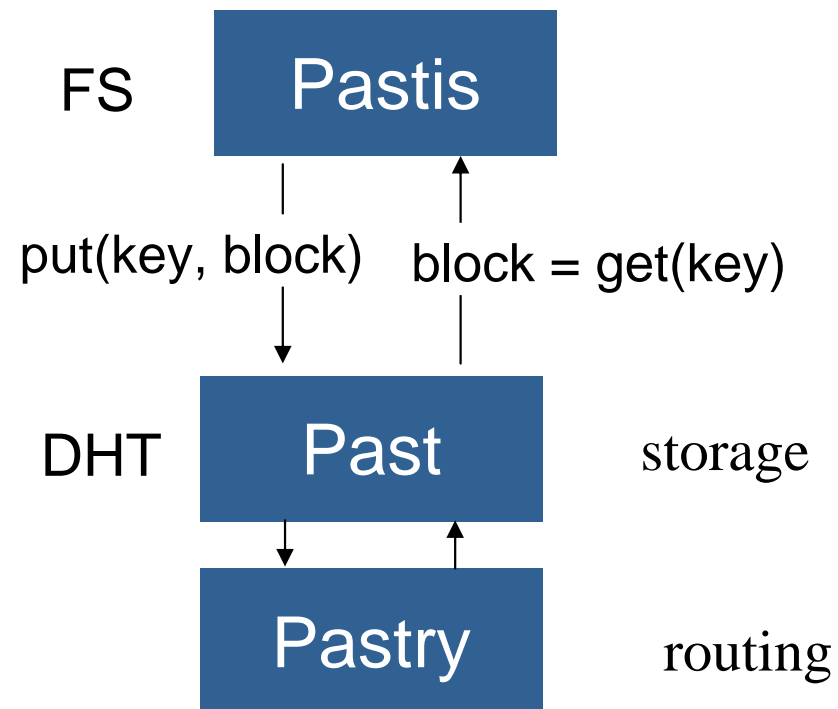 FS Pastis
put(key, block) block = get(key)
DHT Past storage
Pastry routing